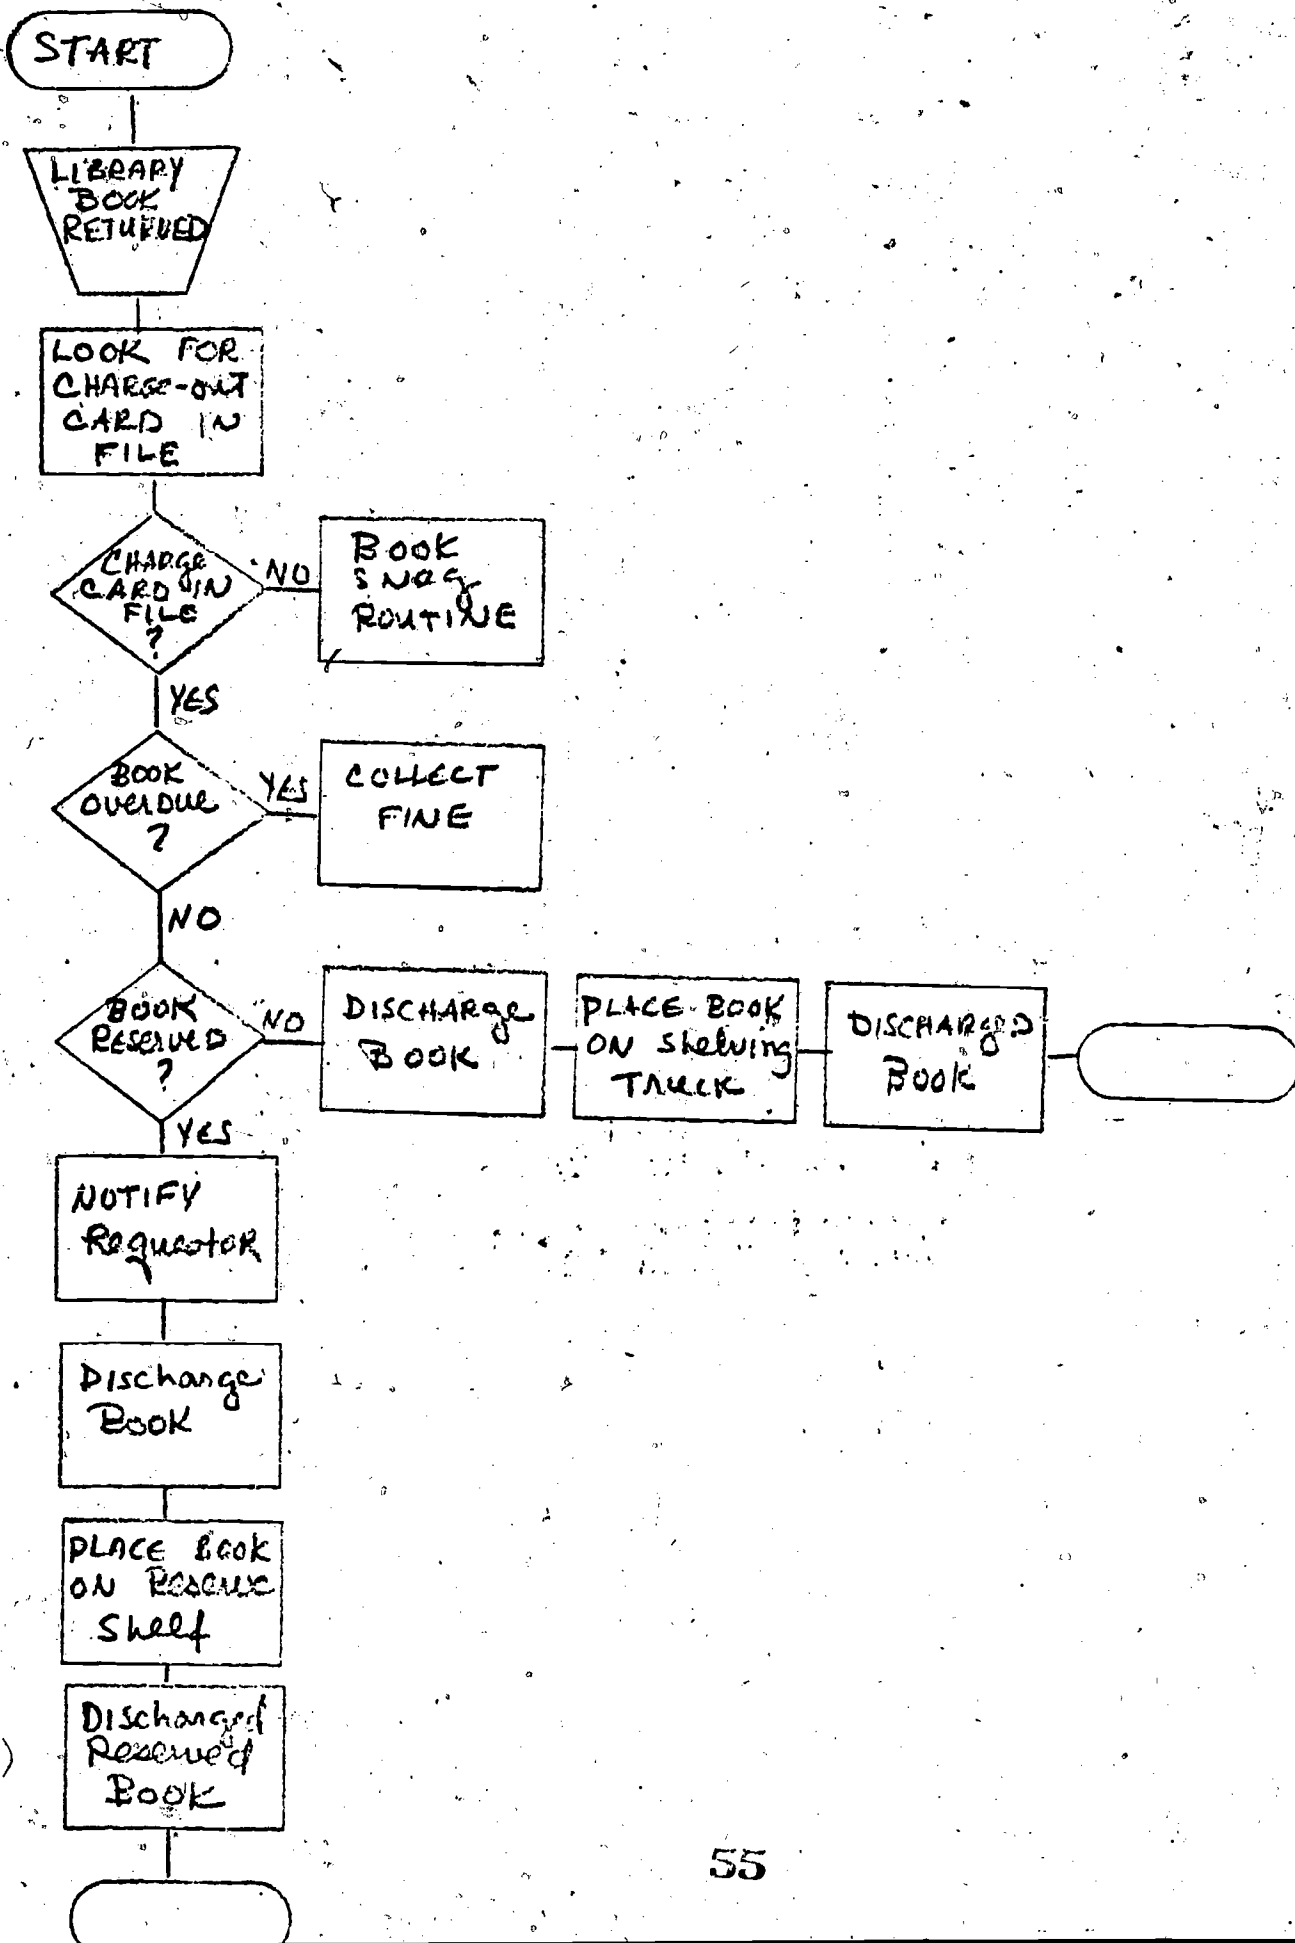 START
LIBRARY
BOOK
RETURNED
LOOK FOR
CHARGE-OUT
CARD IN
FILE
CHARGE
CARD IN
FILE
?
NO
BOOK
SNAG
ROUTINE
YES
BOOK
OVERDUE
?
YES
COLLECT
FINE
NO
BOOK
RESERVED
?
NO
DISCHARGE
BOOK
PLACE BOOK
ON Shelving
TRUCK
DISCHARGED
BOOK
YES
NOTIFY
RequestoR
Discharge
Book
PLACE BOOK
ON Reserve
Shelf
Discharged
Reserved
Book
55